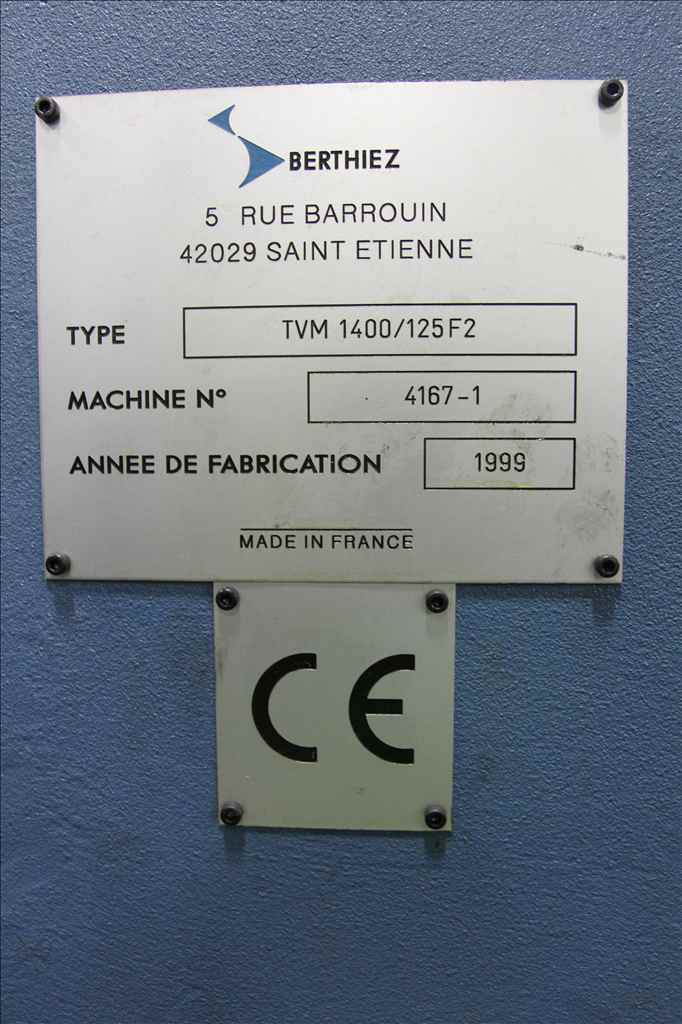 BERTHIEZ
5 RUE BARROUIN
42029 SAINT ETIENNE
TYPE TVM 1400/125F2
MACHINE Nº 4167-1
ANNEE DE FABRICATION 1999
MADE IN FRANCE
CE